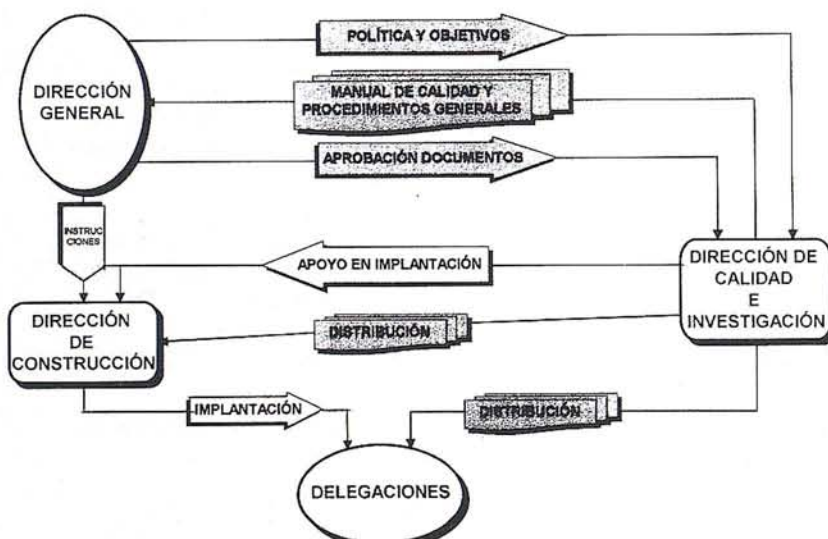 POLÍTICA Y OBJETIVOS
DIRECCIÓN
GENERAL
MANUAL DE CALIDAD Y
PROCEDIMIENTOS GENERALES
APROBACIÓN DOCUMENTOS
INSTRUC
CIONES
APOYO EN IMPLANTACIÓN
DIRECCIÓN DE
CALIDAD
E
INVESTIGACIÓN
DIRECCIÓN
DE
CONSTRUCCIÓN
DISTRIBUCIÓN
IMPLANTACIÓN
DISTRIBUCIÓN
DELEGACIONES